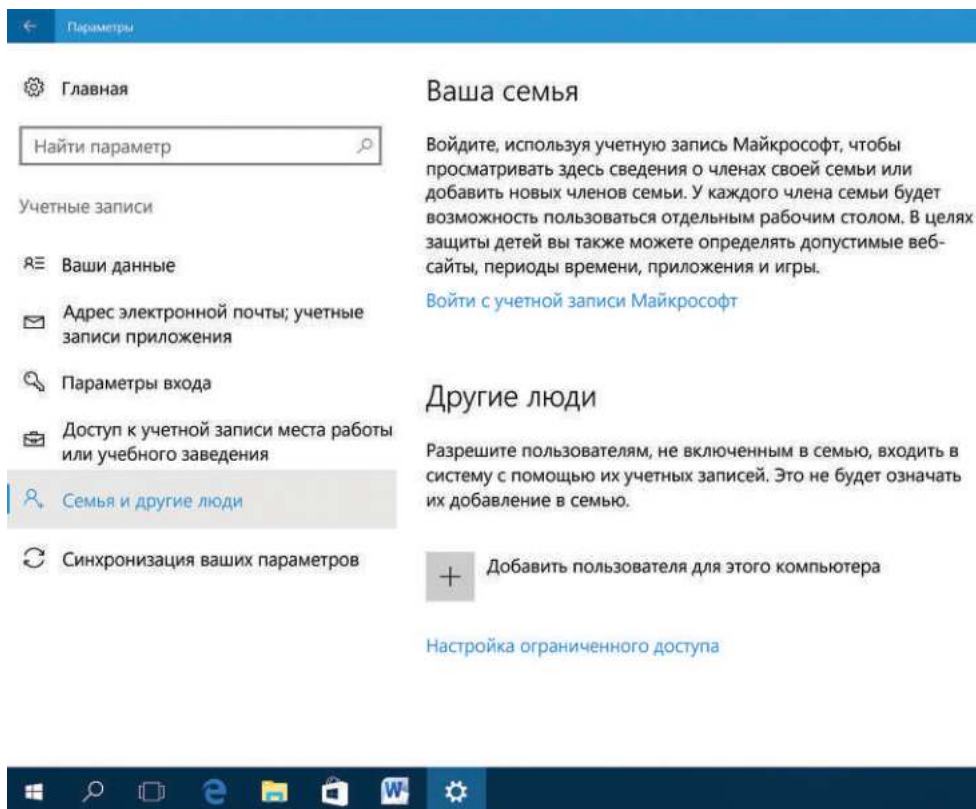 Параметры
Главная
Найти параметр
Учетные записи
Ваши данные
Адрес электронной почты; учетные
записи приложения
Параметры входа
Доступ к учетной записи места работы
или учебного заведения
Семья и другие люди
Синхронизация ваших параметров
Ваша семья
Войдите, используя учетную запись Майкрософт, чтобы
просматривать здесь сведения о членах своей семьи или
добавить новых членов семьи. У каждого члена семьи будет
возможность пользоваться отдельным рабочим столом. В целях
защиты детей вы также можете определять допустимые веб-
сайты, периоды времени, приложения и игры.
Войти с учетной записи Майкрософт
Другие люди
Разрешите пользователям, не включенным в семью, входить в
систему с помощью их учетных записей. Это не будет означать
их добавление в семью.
Добавить пользователя для этого компьютера
Настройка ограниченного доступа